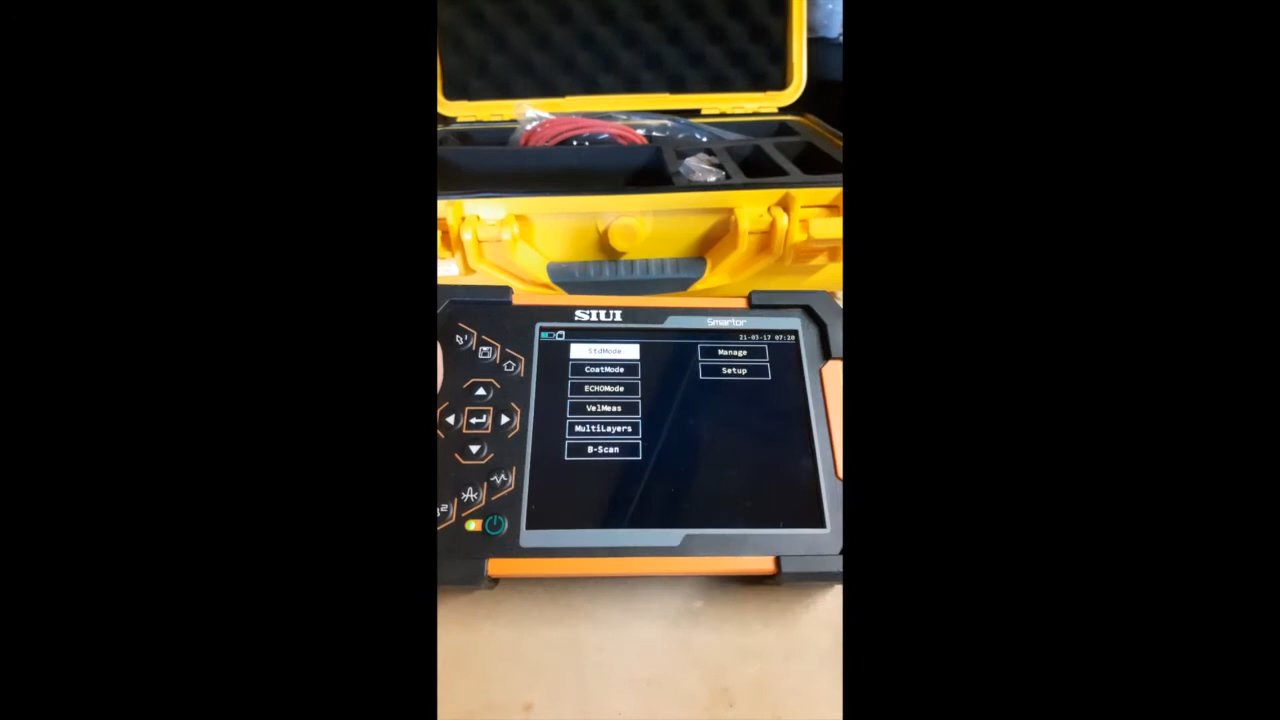 SIUI
Smartor
21-03-17 07:20
StdMode
Manage
CoatMode
Setup
ECHOMode
VelMeas
MultiLayers
B-Scan